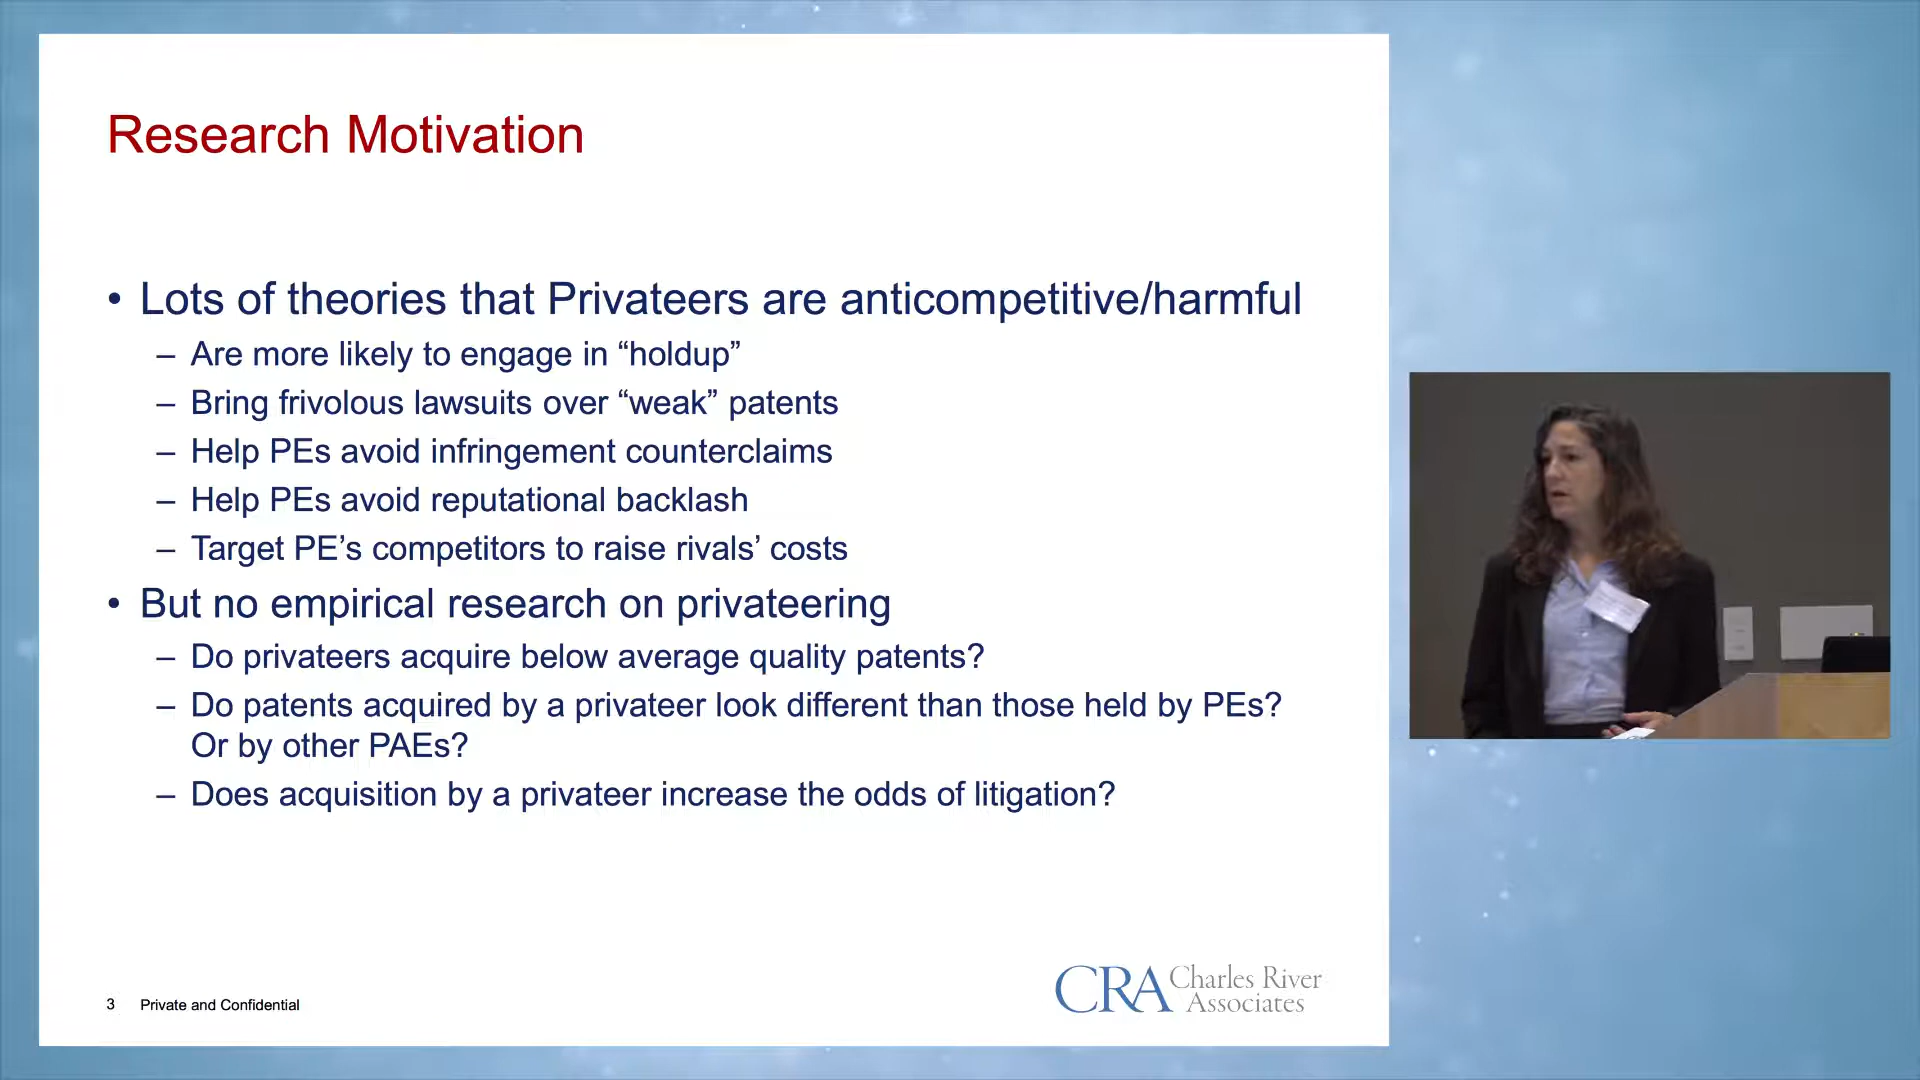 Research Motivation
• Lots of theories that Privateers are anticompetitive/harmful
– Are more likely to engage in “holdup”
– Bring frivolous lawsuits over “weak” patents
– Help PEs avoid infringement counterclaims
– Help PEs avoid reputational backlash
– Target PE’s competitors to raise rivals’ costs
• But no empirical research on privateering
– Do privateers acquire below average quality patents?
– Do patents acquired by a privateer look different than those held by PEs?
Or by other PAEs?
– Does acquisition by a privateer increase the odds of litigation?
3 Private and Confidential
CRA Charles River
Associates